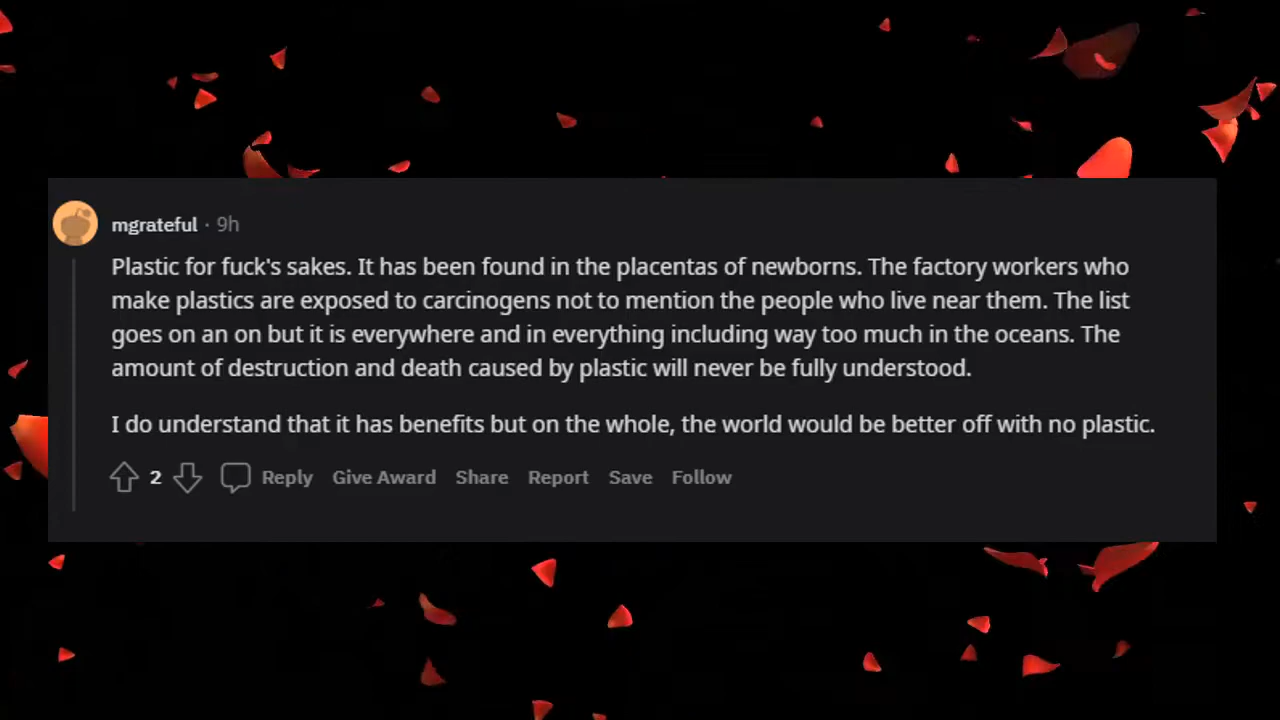 mgrateful · 9h
Plastic for fuck's sakes. It has been found in the placentas of newborns. The factory workers who
make plastics are exposed to carcinogens not to mention the people who live near them. The list
goes on an on but it is everywhere and in everything including way too much in the oceans. The
amount of destruction and death caused by plastic will never be fully understood.
I do understand that it has benefits but on the whole, the world would be better off with no plastic.
2 Reply Give Award Share Report Save Follow